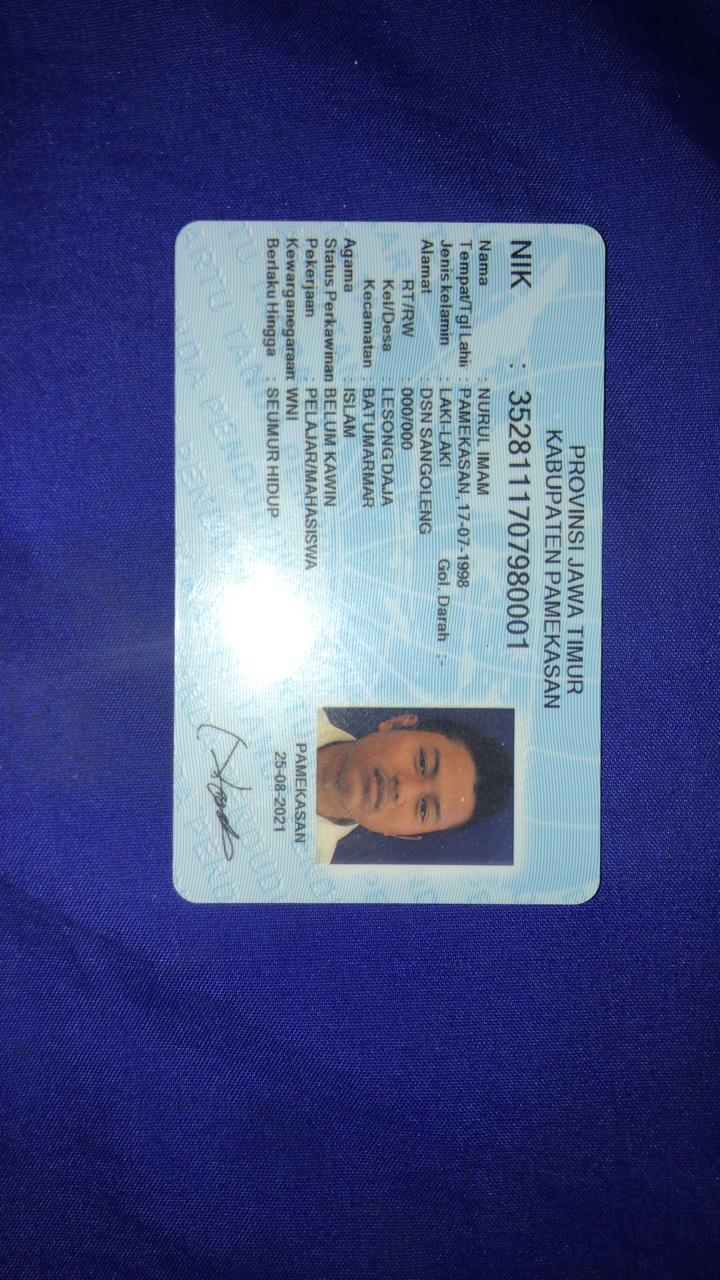 PROVINSI JAWA TIMUR
KABUPATEN PAMEKASAN
NIK : 3528111707980001
Nama : NURUL IMAM
Tempat/Tgl Lahir : PAMEKASAN, 17-07-1998
Jenis kelamin : LAKI-LAKI Gol. Darah :-
Alamat : DSN SANGOLENG
RT/RW : 000/000
Kel/Desa : LESONG DAJA
Kecamatan : BATUMARMAR
Agama : ISLAM
Status Perkawinan: BELUM KAWIN
Pekerjaan : PELAJAR/MAHASISWA
Kewarganegaraan: WNI
Berlaku Hingga : SEUMUR HIDUP
PAMEKASAN
25-08-2021